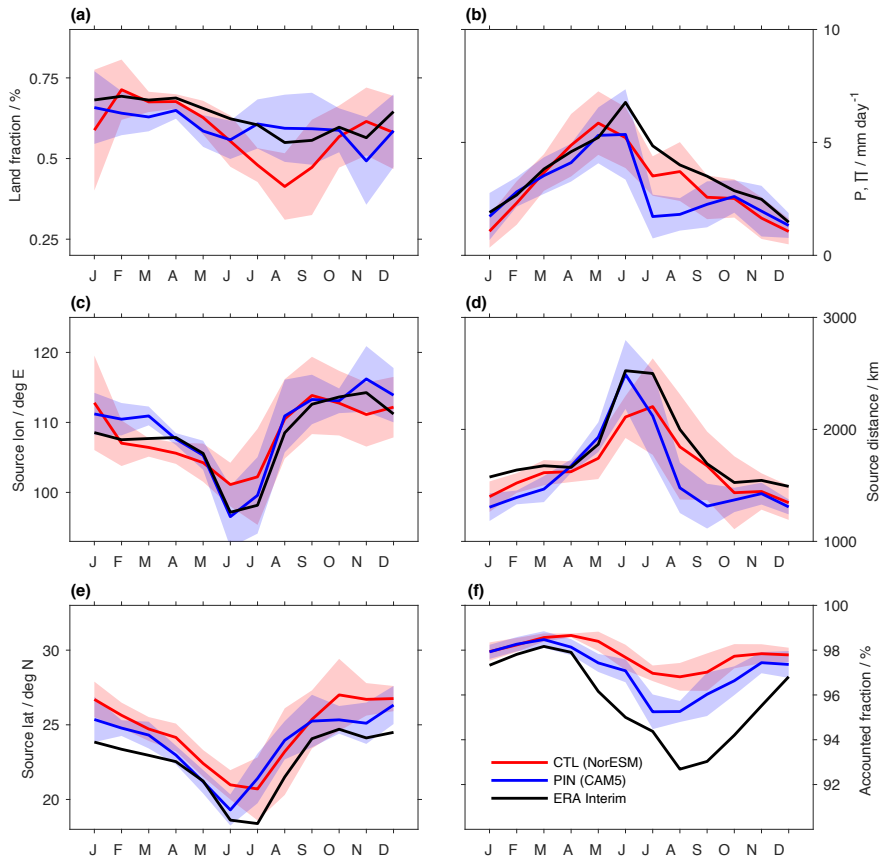 (a)
Land fraction / %
0.75
0.5
0.25
J F M A M J J A S O N D
(b)
10
5
0
P, ∏ / mm day⁻¹
J F M A M J J A S O N D
(c)
Source lon / deg E
120
110
100
J F M A M J J A S O N D
(d)
3000
2000
1000
Source distance / km
J F M A M J J A S O N D
(e)
Source lat / deg N
30
25
20
J F M A M J J A S O N D
(f)
100
98
96
94
92
Accounted fraction / %
CTL (NorESM)
PIN (CAM5)
ERA Interim
J F M A M J J A S O N D